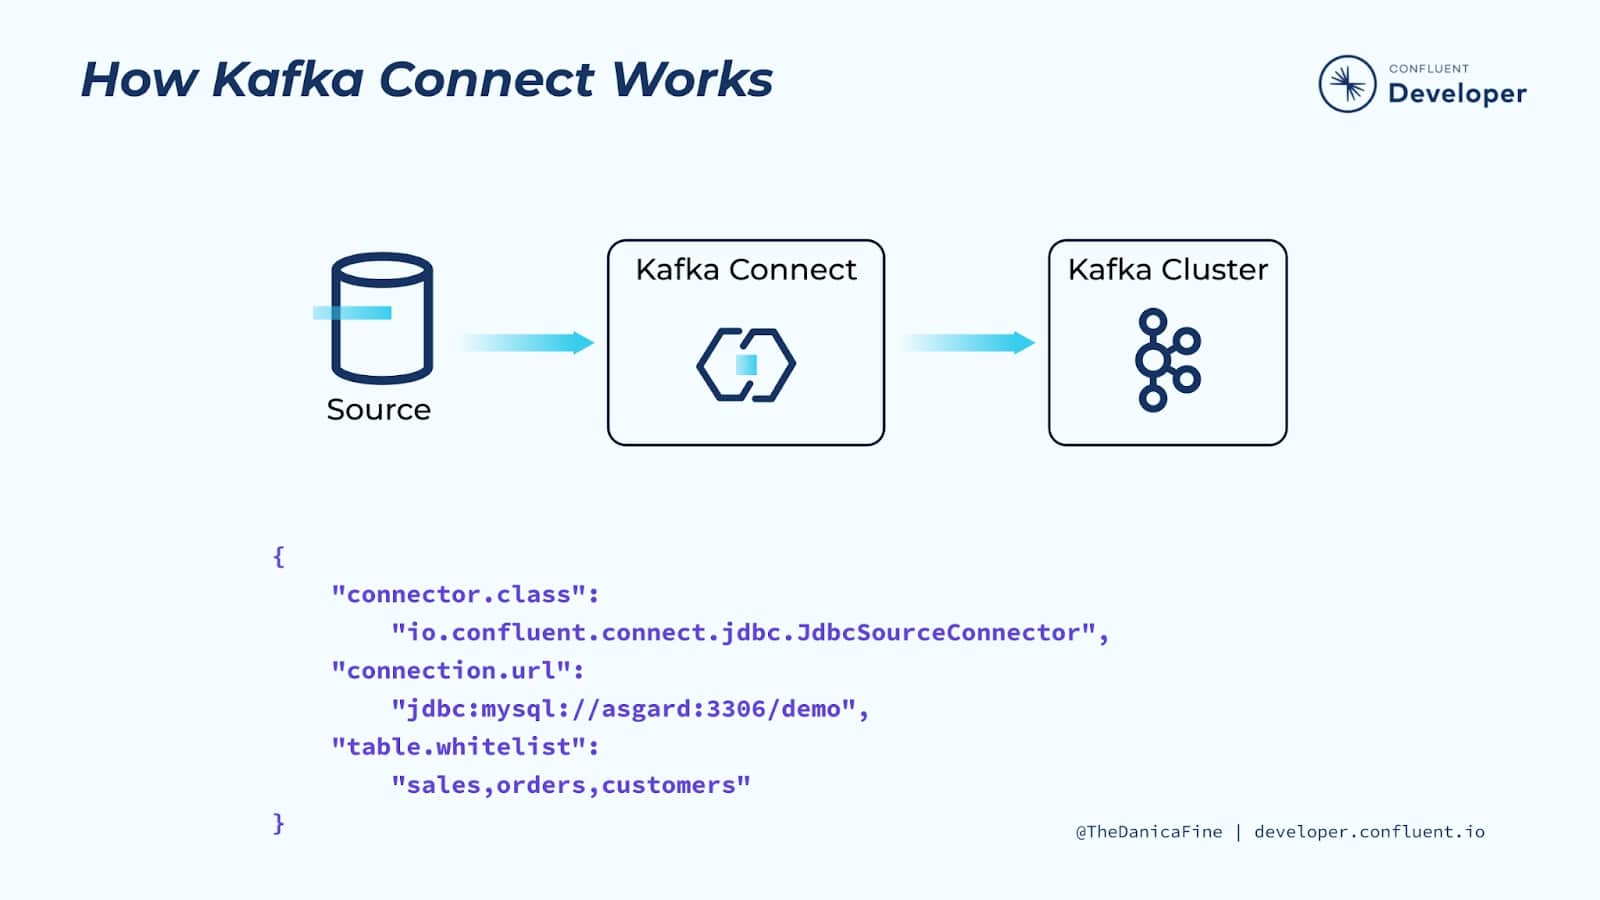 How Kafka Connect Works
CONFLUENT
Developer
Kafka Connect
Kafka Cluster
Source
{
"connector.class":
"io.confluent.connect.jdbc.JdbcSourceConnector",
"connection.url":
"jdbc:mysql://asgard:3306/demo",
"table.whitelist":
"sales,orders,customers"
}
@TheDanicaFine | developer.confluent.io